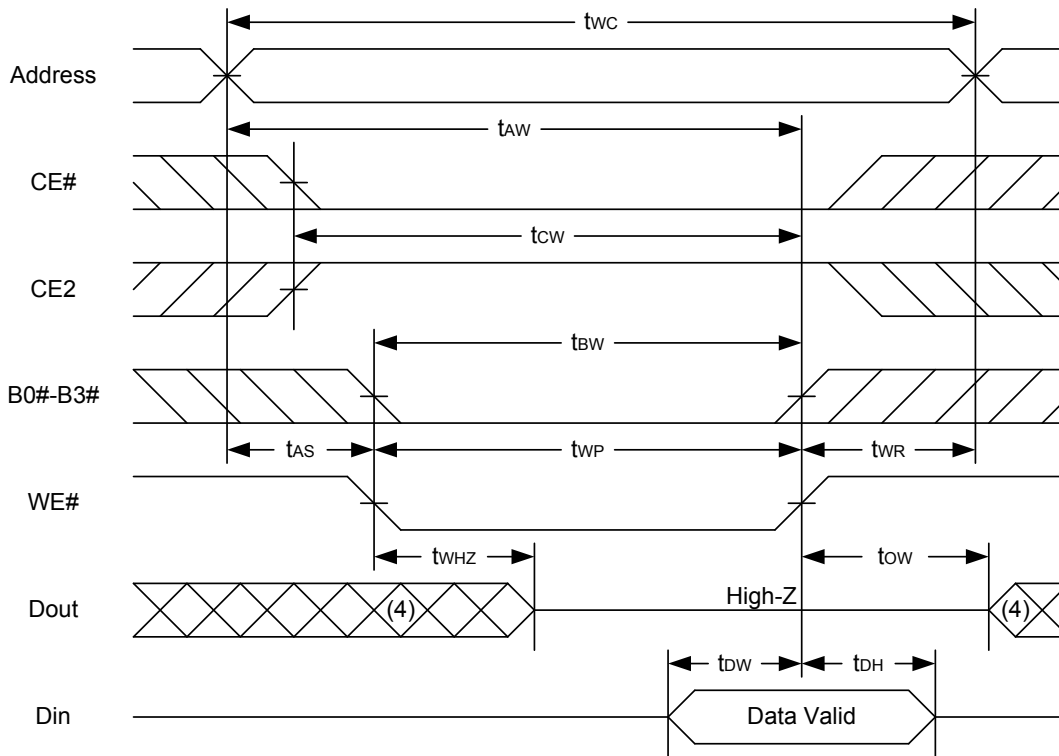 tWC
Address
tAW
CE#
tCW
CE2
tBW
B0#-B3#
tAS tWP tWR
WE#
tWHZ tOW
Dout (4) High-Z (4)
tDW tDH
Din Data Valid